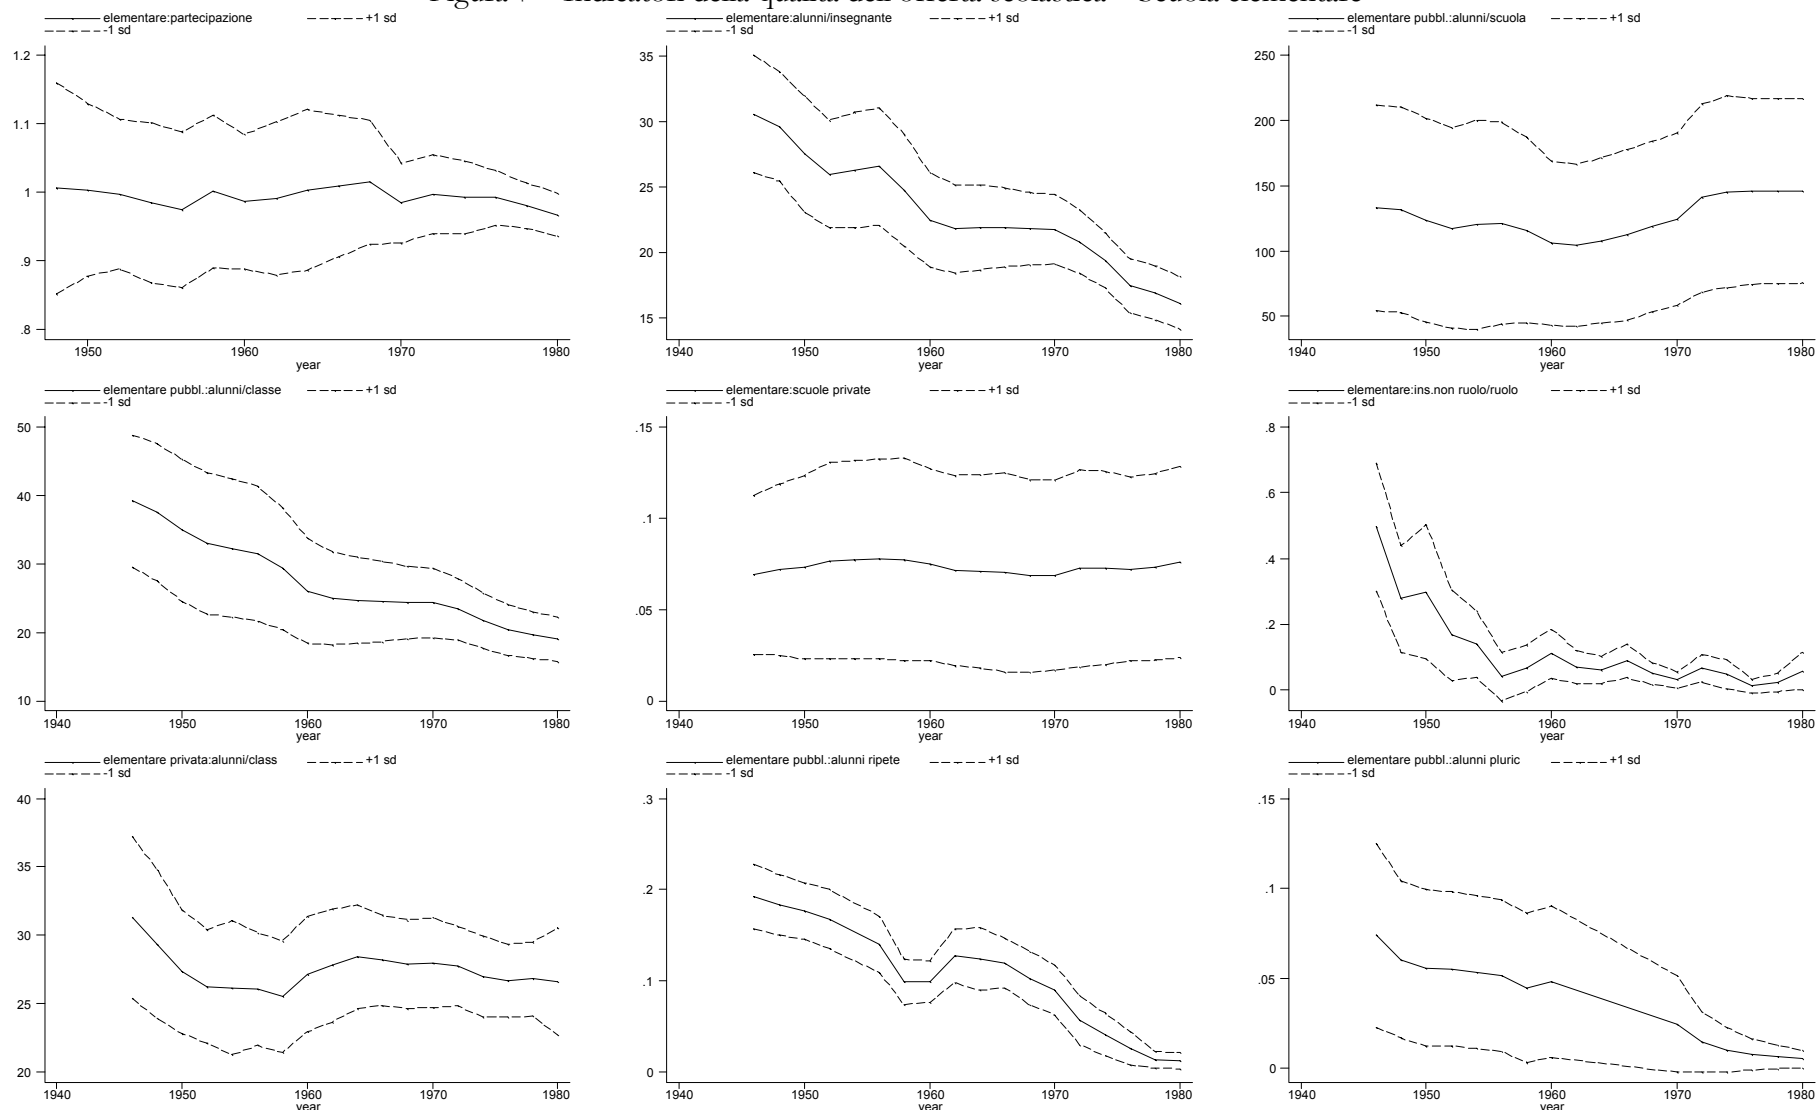 elementare:partecipazione +1 sd
-1 sd
1.2
1.1
1
.9
.8
1950 1960 1970 1980
year
elementare:alunni/insegnante +1 sd
-1 sd
35
30
25
20
15
1940 1950 1960 1970 1980
year
elementare pubbl.:alunni/scuola +1 sd
-1 sd
250
200
150
100
50
1940 1950 1960 1970 1980
year
elementare pubbl.:alunni/classe +1 sd
-1 sd
50
40
30
20
10
1940 1950 1960 1970 1980
year
elementare:scuole private +1 sd
-1 sd
.15
.1
.05
0
1940 1950 1960 1970 1980
year
elementare:ins.non ruolo/ruolo +1 sd
-1 sd
.8
.6
.4
.2
0
1940 1950 1960 1970 1980
year
elementare privata:alunni/class +1 sd
-1 sd
40
35
30
25
20
1940 1950 1960 1970 1980
year
elementare pubbl.:alunni ripete +1 sd
-1 sd
.3
.2
.1
0
1940 1950 1960 1970 1980
year
elementare pubbl.:alunni pluric +1 sd
-1 sd
.15
.1
.05
0
1940 1950 1960 1970 1980
year